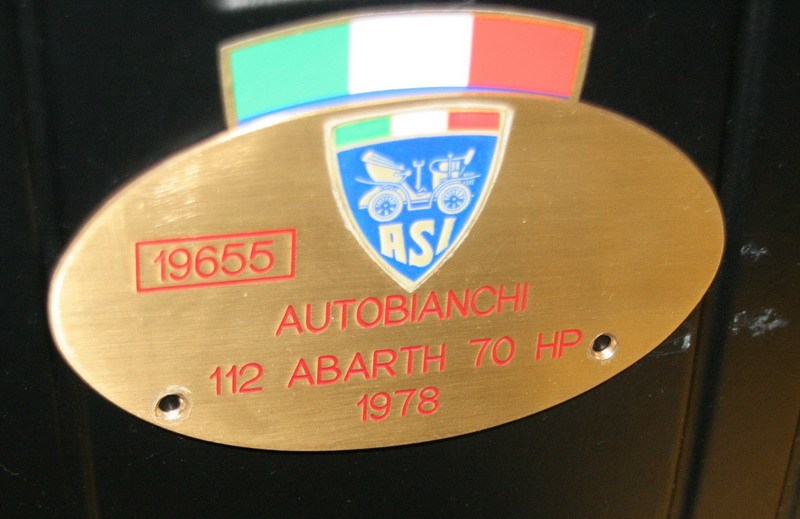 ASI
19655
AUTOBIANCHI
112 ABARTH 70 HP
1978